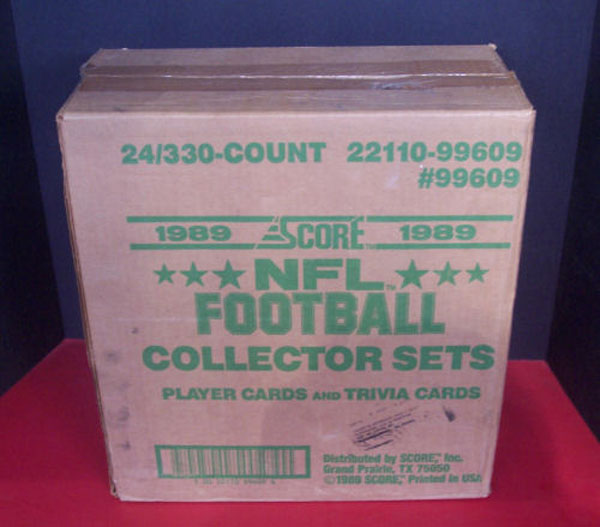 24/330-COUNT 22110-99609
#99609
1989 SCORE 1989
NFL
FOOTBALL
COLLECTOR SETS
PLAYER CARDS AND TRIVIA CARDS
Distributed by SCORE, Inc.
Grand Prairie, TX 75050
©1989 SCORE, Printed in USA